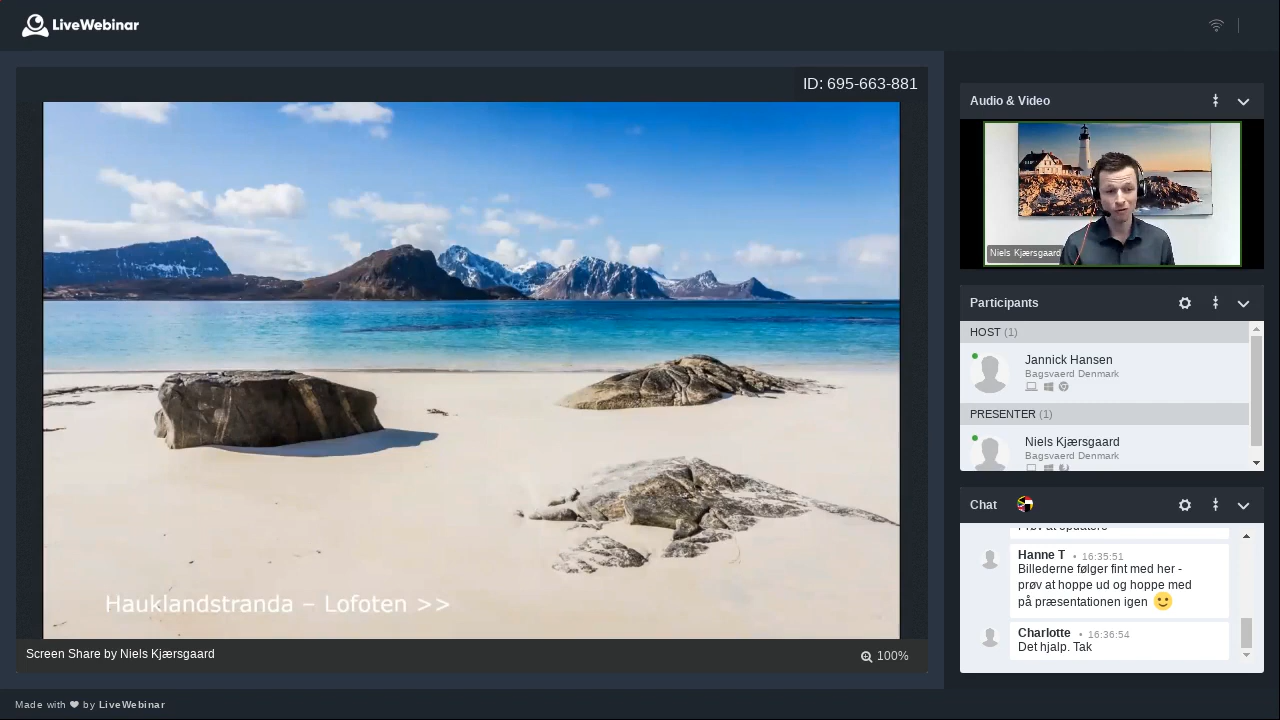 LiveWebinar
ID: 695-663-881
Hauklandstranda – Lofoten >>
Screen Share by Niels Kjærsgaard
100%
Audio & Video
Niels Kjærsgaard
Participants
HOST (1)
Jannick Hansen
Bagsvaerd Denmark
PRESENTER (1)
Niels Kjærsgaard
Bagsvaerd Denmark
Chat
Hanne T • 16:35:51
Billederne følger fint med her -
prøv at hoppe ud og hoppe med
på præsentationen igen
Charlotte • 16:36:54
Det hjalp. Tak
Made with ❤ by LiveWebinar